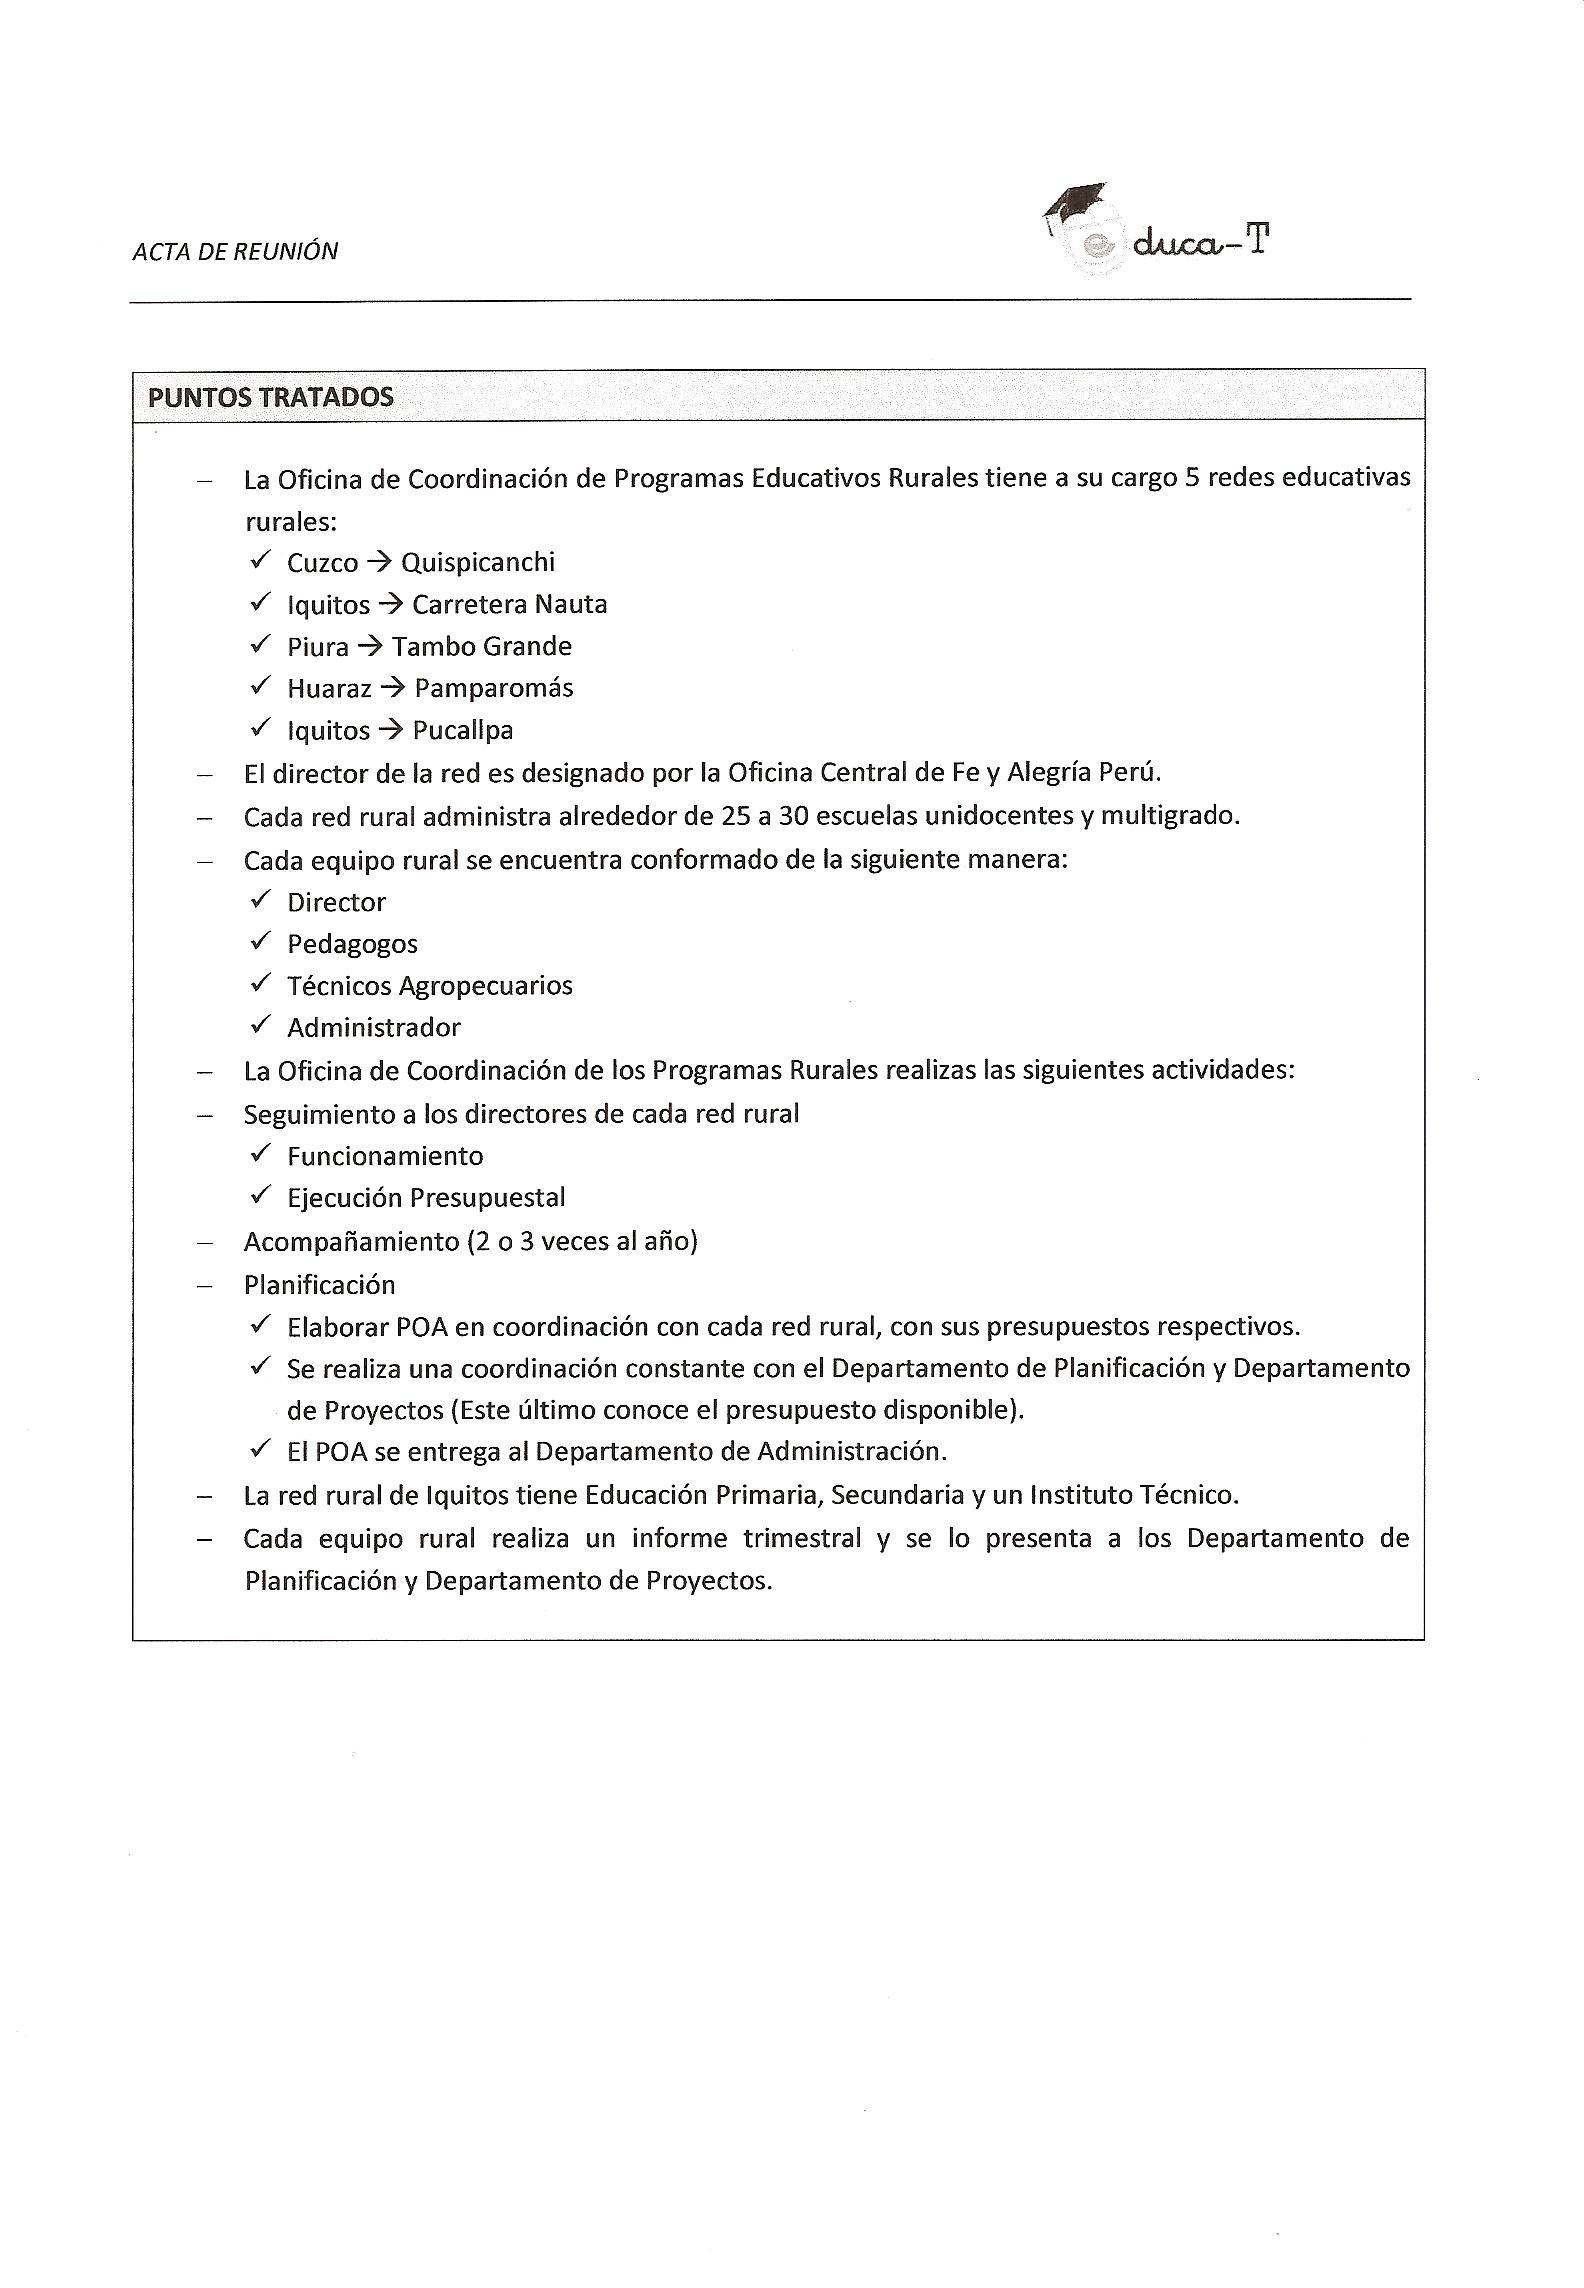 ACTA DE REUNIÓN
educa-T
PUNTOS TRATADOS
– La Oficina de Coordinación de Programas Educativos Rurales tiene a su cargo 5 redes educativas
rurales:
✓ Cuzco → Quispicanchi
✓ Iquitos → Carretera Nauta
✓ Piura → Tambo Grande
✓ Huaraz → Pamparomás
✓ Iquitos → Pucallpa
– El director de la red es designado por la Oficina Central de Fe y Alegría Perú.
– Cada red rural administra alrededor de 25 a 30 escuelas unidocentes y multigrado.
– Cada equipo rural se encuentra conformado de la siguiente manera:
✓ Director
✓ Pedagogos
✓ Técnicos Agropecuarios
✓ Administrador
– La Oficina de Coordinación de los Programas Rurales realizas las siguientes actividades:
– Seguimiento a los directores de cada red rural
✓ Funcionamiento
✓ Ejecución Presupuestal
– Acompañamiento (2 o 3 veces al año)
– Planificación
✓ Elaborar POA en coordinación con cada red rural, con sus presupuestos respectivos.
✓ Se realiza una coordinación constante con el Departamento de Planificación y Departamento
de Proyectos (Este último conoce el presupuesto disponible).
✓ El POA se entrega al Departamento de Administración.
– La red rural de Iquitos tiene Educación Primaria, Secundaria y un Instituto Técnico.
– Cada equipo rural realiza un informe trimestral y se lo presenta a los Departamento de
Planificación y Departamento de Proyectos.